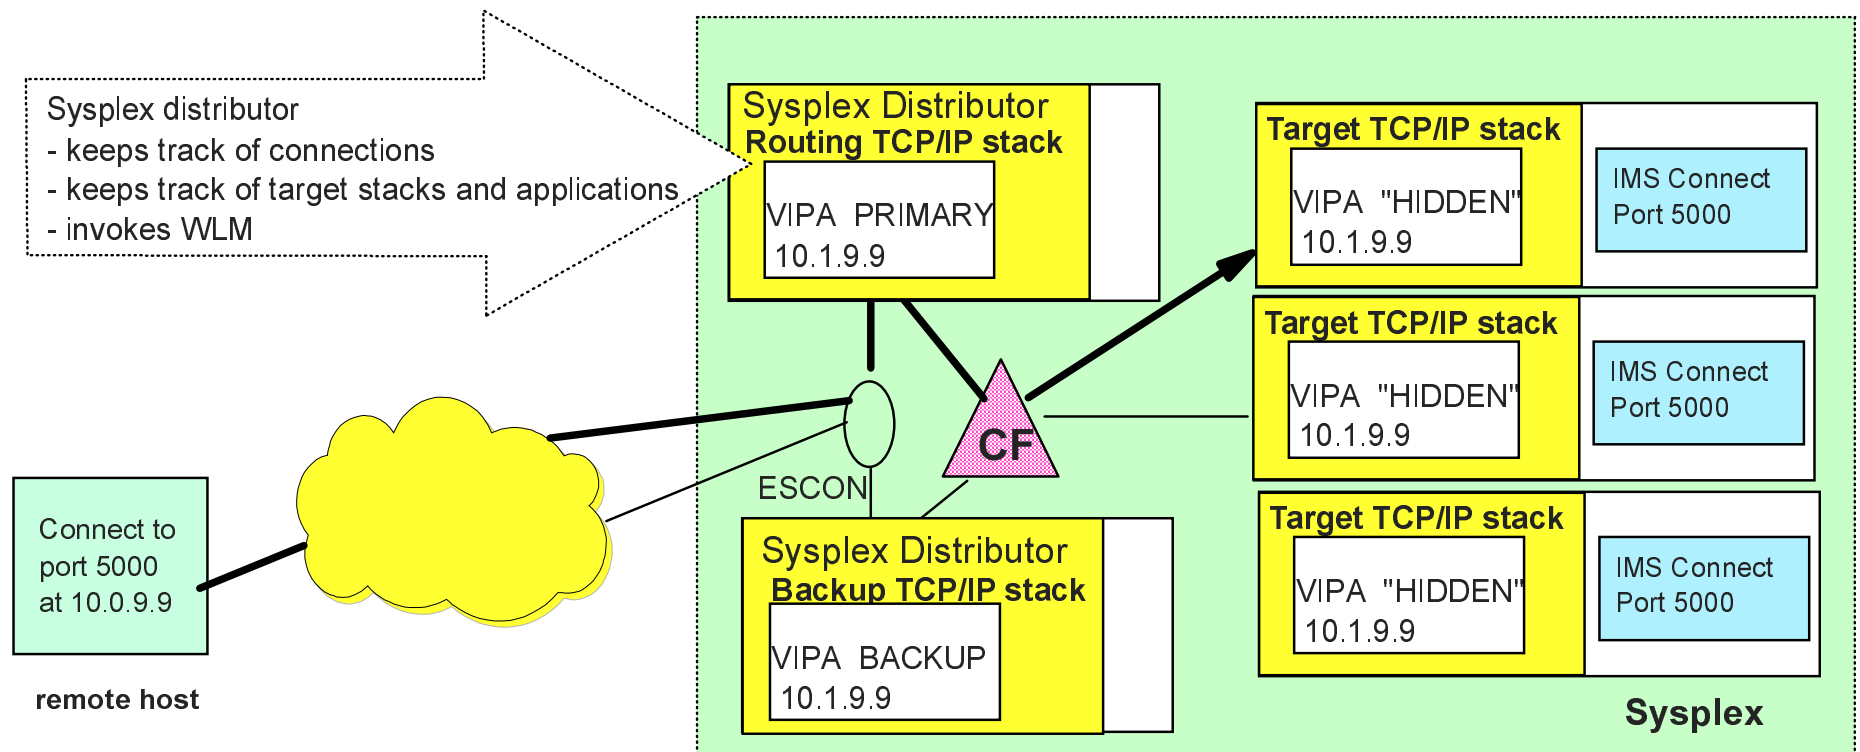 Sysplex distributor
- keeps track of connections
- keeps track of target stacks and applications
- invokes WLM
Sysplex Distributor
Routing TCP/IP stack
VIPA PRIMARY
10.1.9.9
Target TCP/IP stack
VIPA "HIDDEN"
10.1.9.9
IMS Connect
Port 5000
Target TCP/IP stack
VIPA "HIDDEN"
10.1.9.9
IMS Connect
Port 5000
CF
ESCON
Connect to
port 5000
at 10.0.9.9
remote host
Sysplex Distributor
Backup TCP/IP stack
VIPA BACKUP
10.1.9.9
Target TCP/IP stack
VIPA "HIDDEN"
10.1.9.9
IMS Connect
Port 5000
Sysplex